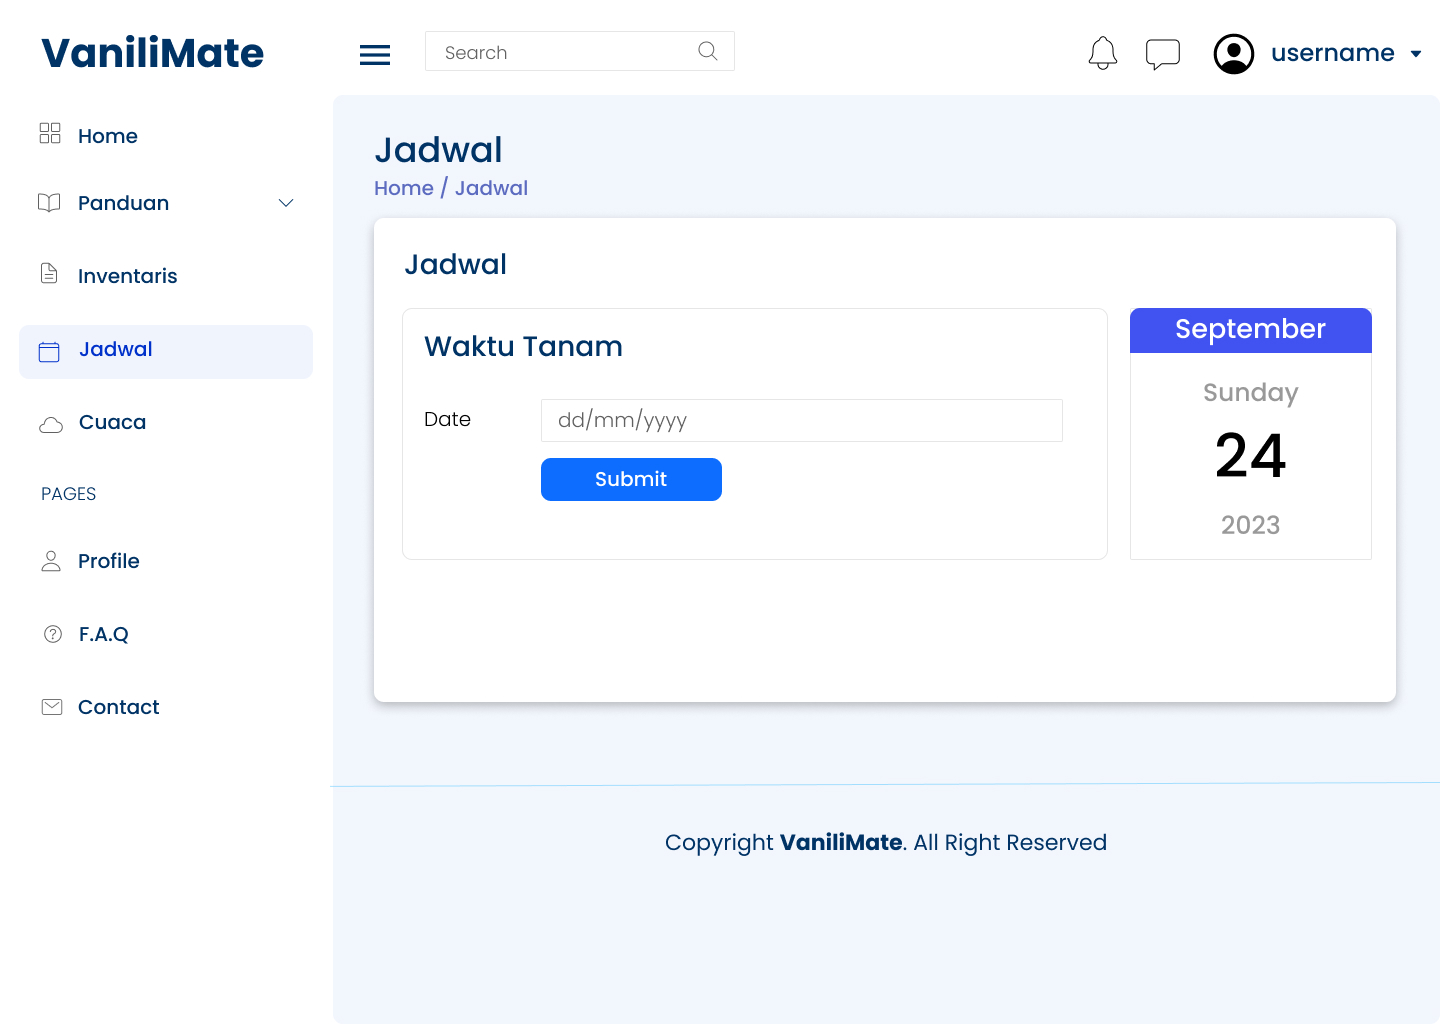 VaniliMate
Search
username
Home
Panduan
Inventaris
Jadwal
Cuaca
PAGES
Profile
F.A.Q
Contact
Jadwal
Home / Jadwal
Jadwal
Waktu Tanam
Date
dd/mm/yyyy
Submit
September
Sunday
24
2023
Copyright VaniliMate. All Right Reserved